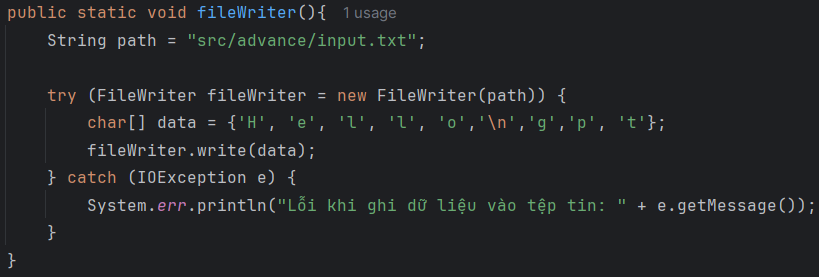 public static void fileWriter(){ 1 usage
    String path = "src/advance/input.txt";

    try (FileWriter fileWriter = new FileWriter(path)) {
        char[] data = {'H', 'e', 'l', 'l', 'o','\n','g','p', 't'};
        fileWriter.write(data);
    } catch (IOException e) {
        System.err.println("Lỗi khi ghi dữ liệu vào tệp tin: " + e.getMessage());
    }
}